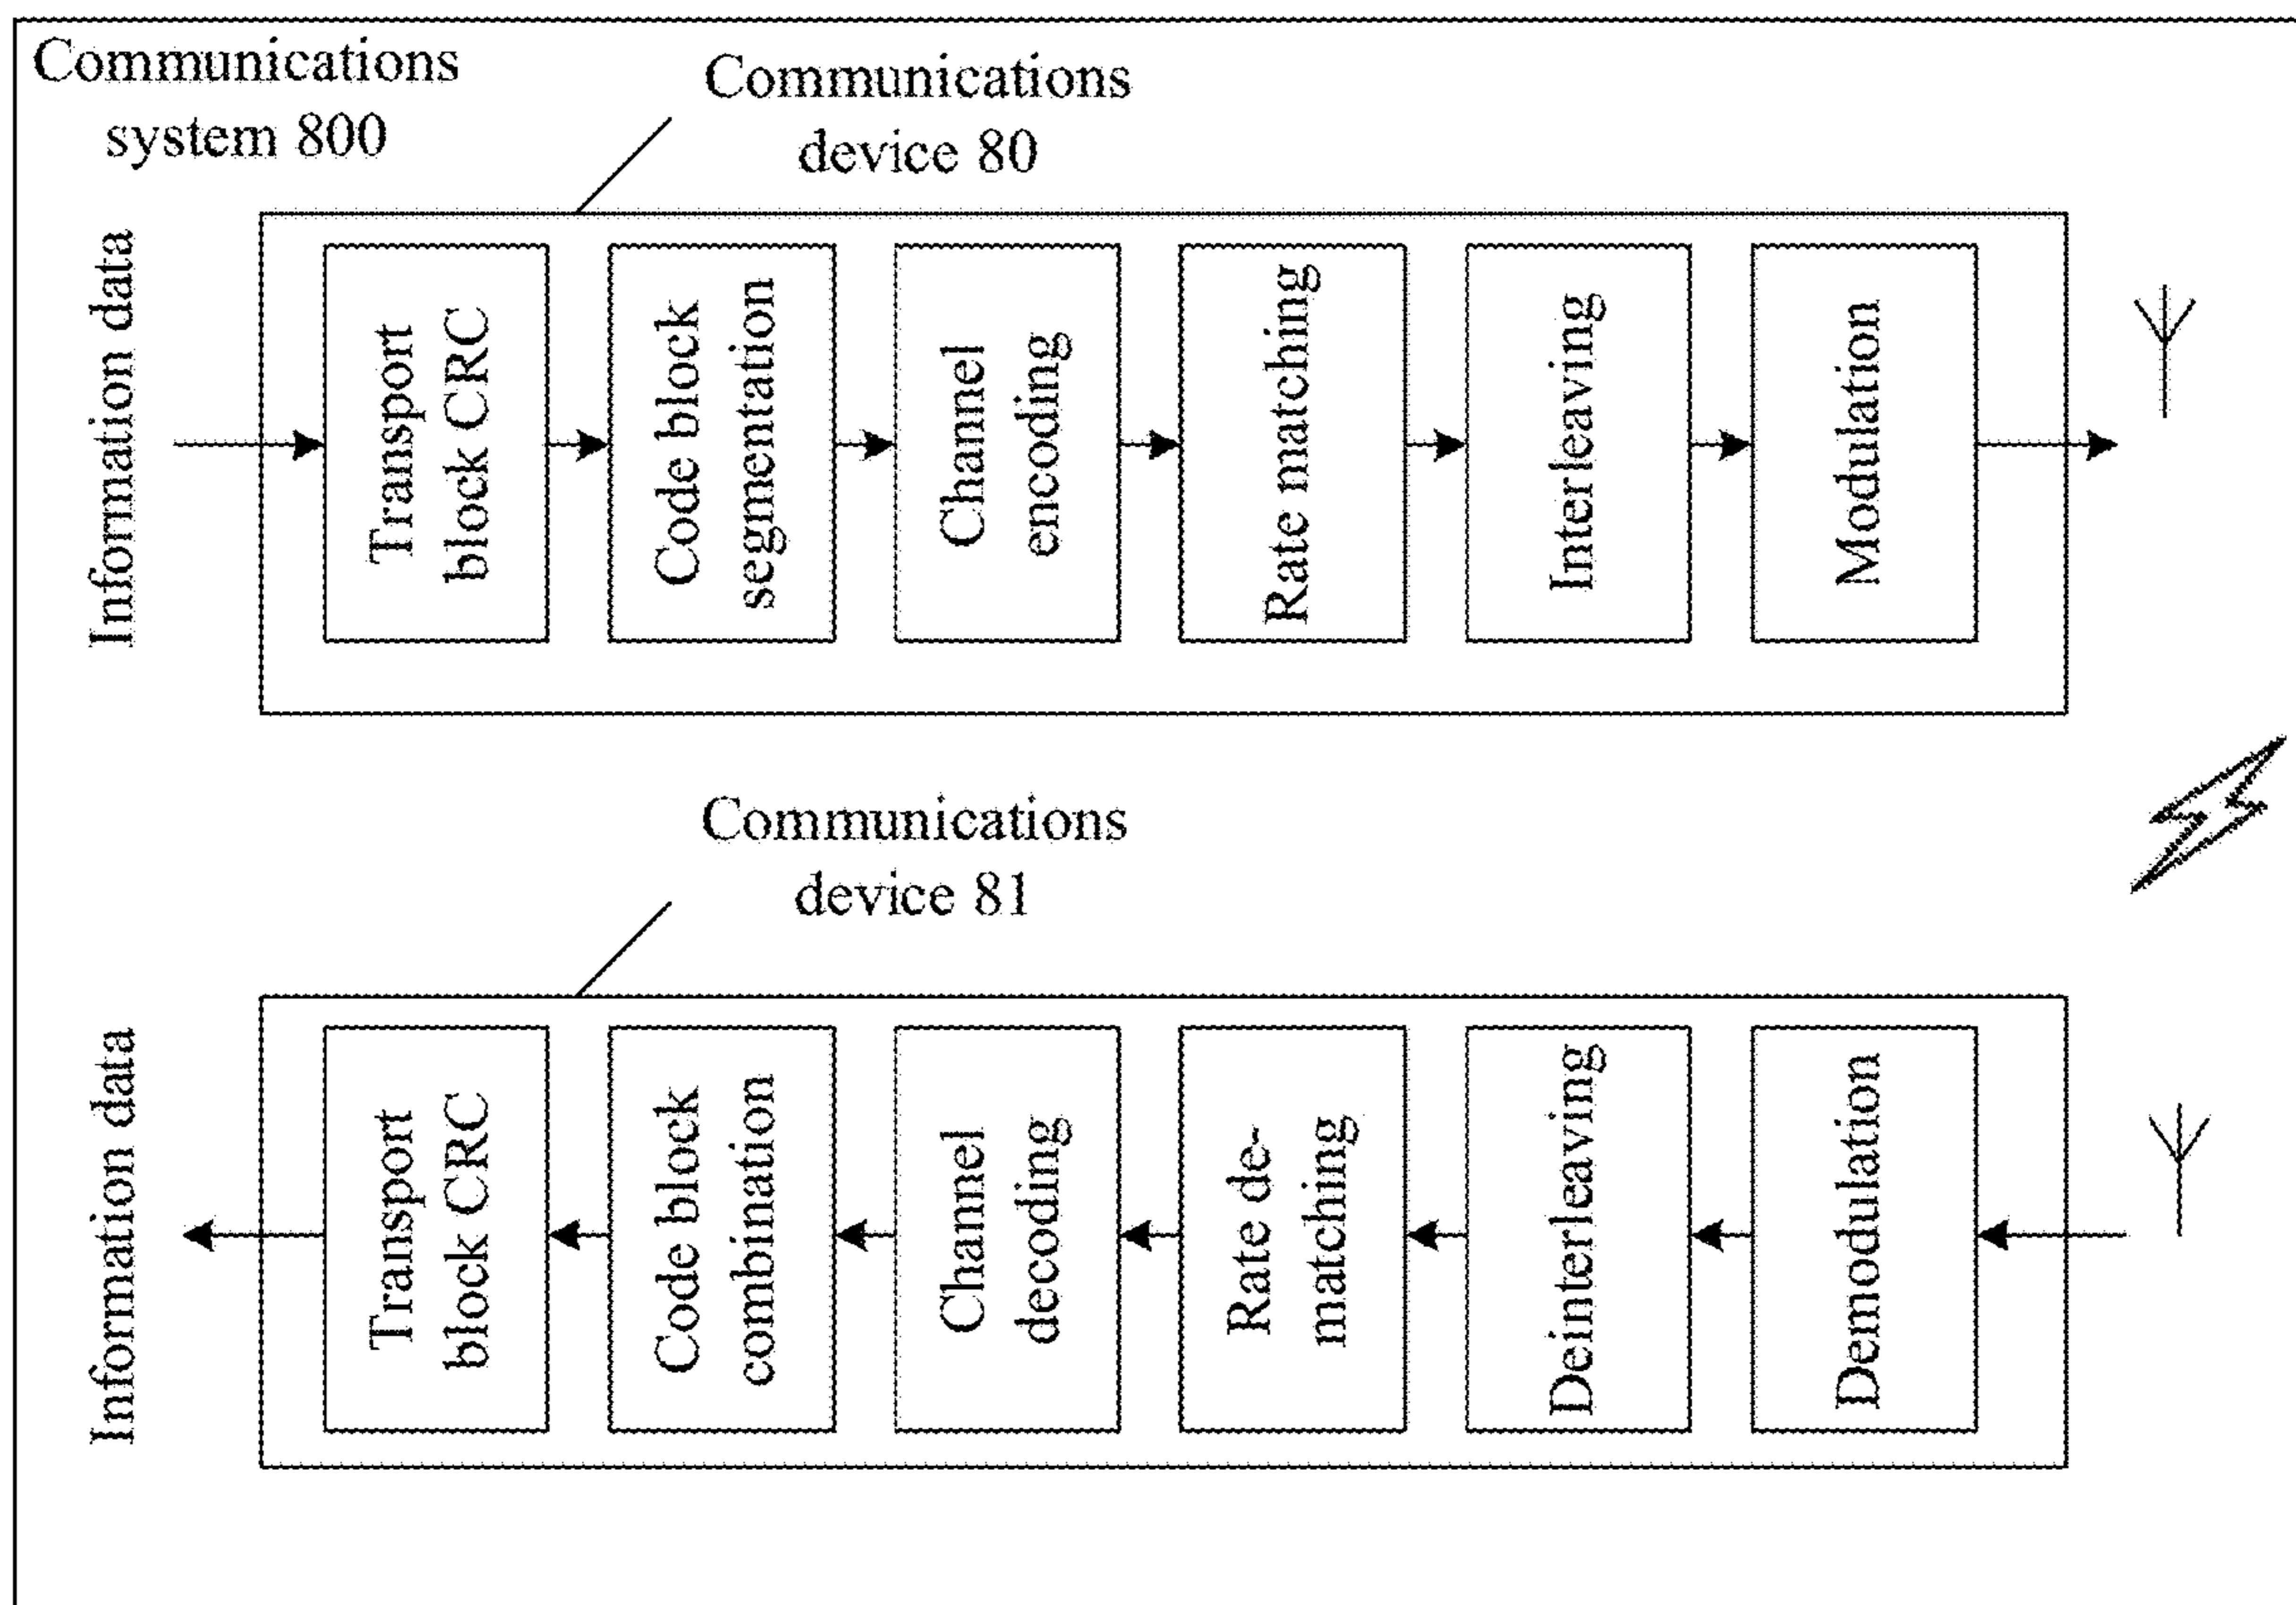 Communications
system 800
Communications
device 80
Information data
Transport
block CRC
Code block
segmentation
Channel
encoding
Rate matching
Interleaving
Modulation
Communications
device 81
Information data
Transport
block CRC
Code block
combination
Channel
decoding
Rate de-
matching
Deinterleaving
Demodulation